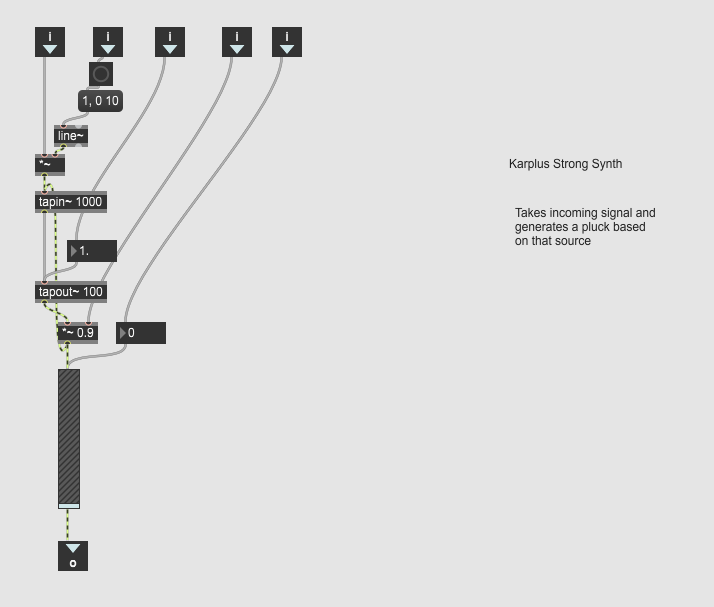 i i i i i
1, 0 10
line~
*~
Karplus Strong Synth
tapin~ 1000
Takes incoming signal and
generates a pluck based
on that source
1.
tapout~ 100
*~ 0.9
0
o